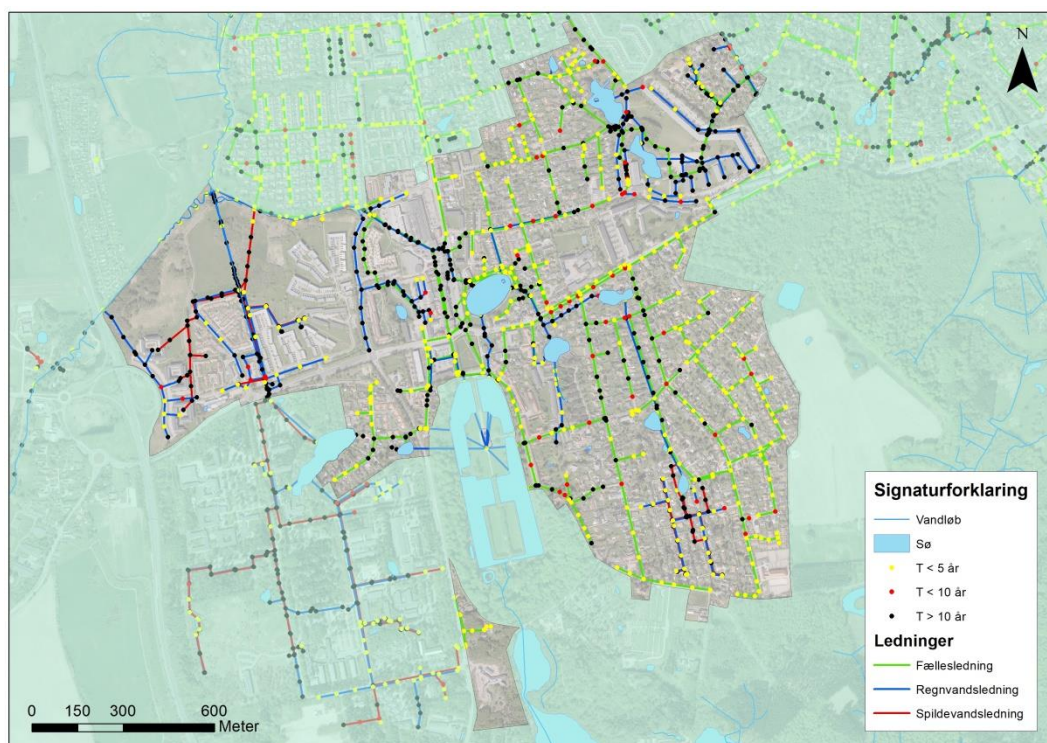 N
Signaturforklaring
Vandløb
Sø
T < 5 år
T < 10 år
T > 10 år
Ledninger
Fællesledning
Regnvandsledning
Spildevandsledning
0 150 300 600
Meter